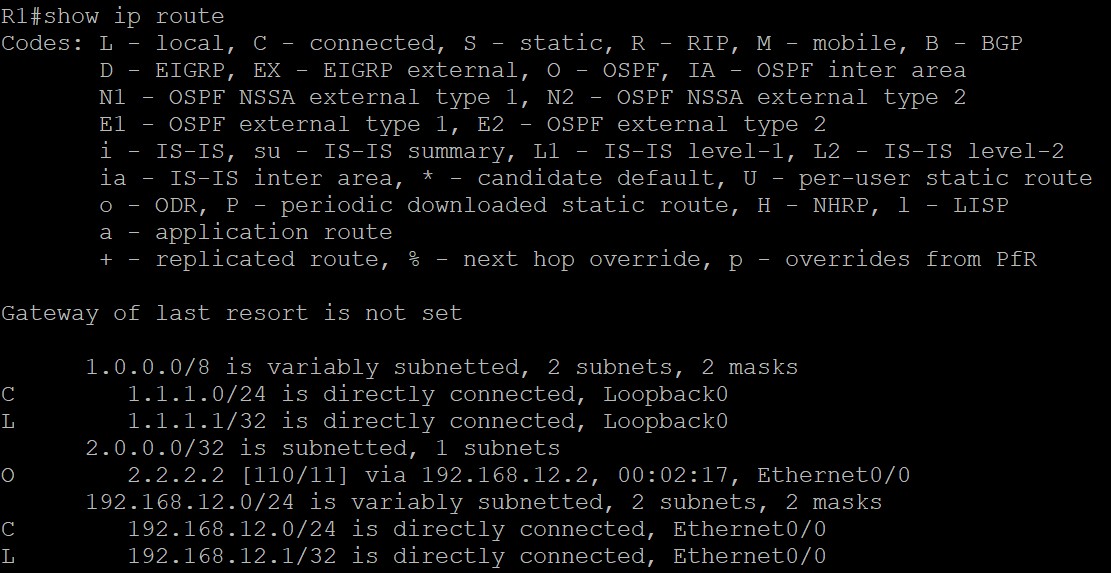 R1#show ip route
Codes: L - local, C - connected, S - static, R - RIP, M - mobile, B - BGP
       D - EIGRP, EX - EIGRP external, O - OSPF, IA - OSPF inter area
       N1 - OSPF NSSA external type 1, N2 - OSPF NSSA external type 2
       E1 - OSPF external type 1, E2 - OSPF external type 2
       i - IS-IS, su - IS-IS summary, L1 - IS-IS level-1, L2 - IS-IS level-2
       ia - IS-IS inter area, * - candidate default, U - per-user static route
       o - ODR, P - periodic downloaded static route, H - NHRP, l - LISP
       a - application route
       + - replicated route, % - next hop override, p - overrides from PfR

Gateway of last resort is not set

      1.0.0.0/8 is variably subnetted, 2 subnets, 2 masks
C        1.1.1.0/24 is directly connected, Loopback0
L        1.1.1.1/32 is directly connected, Loopback0
      2.0.0.0/32 is subnetted, 1 subnets
O        2.2.2.2 [110/11] via 192.168.12.2, 00:02:17, Ethernet0/0
      192.168.12.0/24 is variably subnetted, 2 subnets, 2 masks
C        192.168.12.0/24 is directly connected, Ethernet0/0
L        192.168.12.1/32 is directly connected, Ethernet0/0